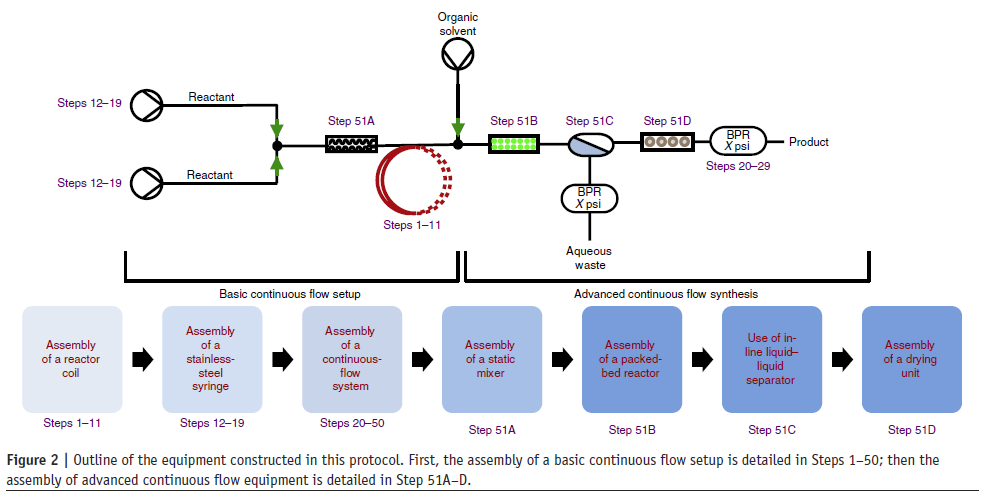 Organic
solvent
Steps 12–19
Reactant
Step 51A
Step 51B
Step 51C
Step 51D
BPR
X psi
Product
Steps 20–29
Steps 12–19
Reactant
BPR
X psi
Steps 1–11
Aqueous
waste
Basic continuous flow setup
Advanced continuous flow synthesis
Assembly
of a reactor
coil
Assembly
of a
stainless-
steel
syringe
Assembly
of a
continuous-
flow
system
Assembly
of a static
mixer
Assembly
of a packed-
bed reactor
Use of in-
line liquid–
liquid
separator
Assembly
of a drying
unit
Steps 1–11
Steps 12–19
Steps 20–50
Step 51A
Step 51B
Step 51C
Step 51D
Figure 2 | Outline of the equipment constructed in this protocol. First, the assembly of a basic continuous flow setup is detailed in Steps 1–50; then the
assembly of advanced continuous flow equipment is detailed in Step 51A–D.